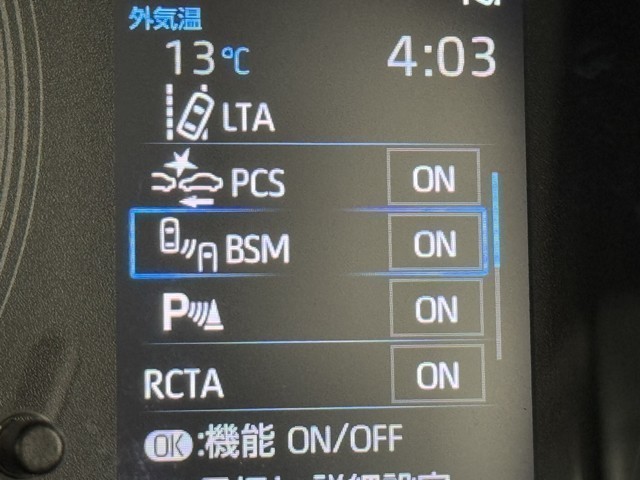 外気温
13℃ 4:03
LTA
PCS ON
BSM ON
P ON
RCTA ON
OK:機能 ON/OFF